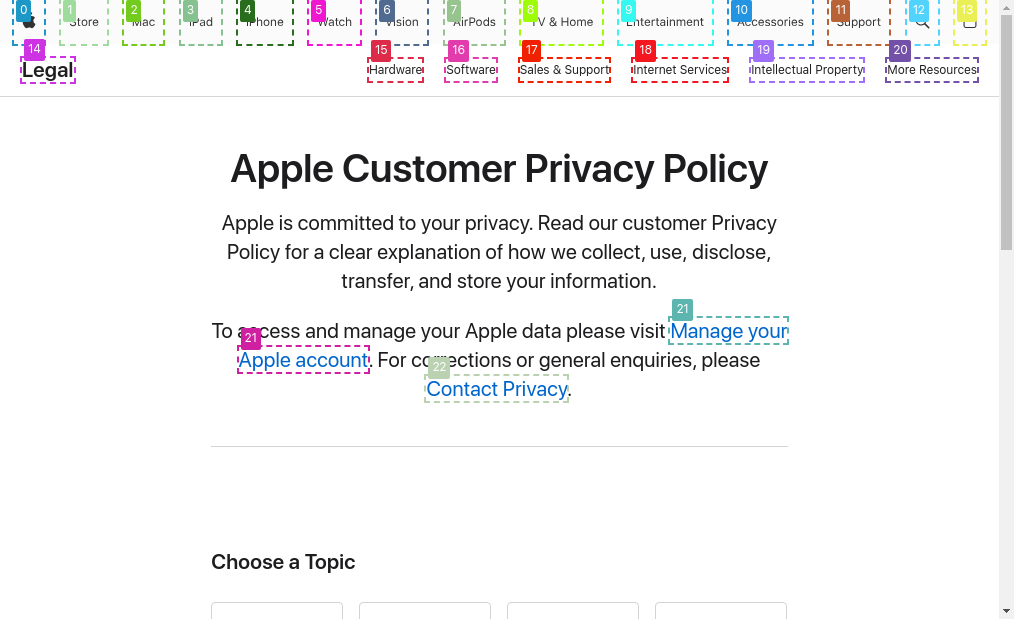 0 1 2 3 4 5 6 7 8 9 10 11 12 13
Store Mac iPad iPhone Watch Vision AirPods TV & Home Entertainment Accessories Support
14 15 16 17 18 19 20
Legal Hardware Software Sales & Support Internet Services Intellectual Property More Resources
Apple Customer Privacy Policy
Apple is committed to your privacy. Read our customer Privacy
Policy for a clear explanation of how we collect, use, disclose,
transfer, and store your information.
21
To access and manage your Apple data please visit Manage your
21
Apple account. For corrections or general enquiries, please
22
Contact Privacy.
Choose a Topic